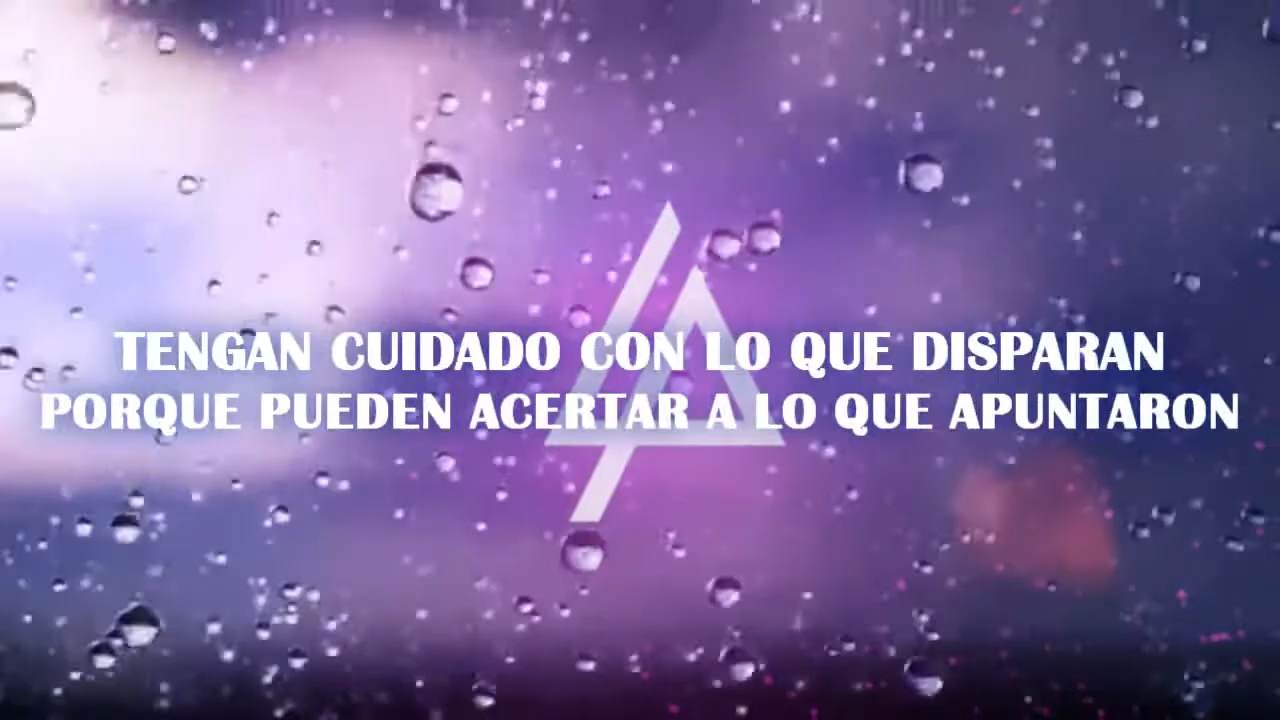 TENGAN CUIDADO CON LO QUE DISPARAN
PORQUE PUEDEN ACERTAR A LO QUE APUNTARON